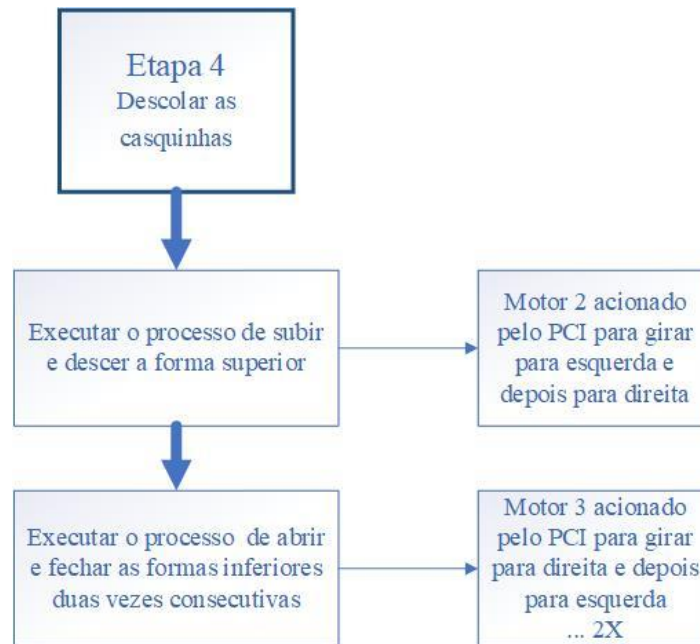 Etapa 4
Descolar as
casquinhas
Executar o processo de subir
e descer a forma superior
Motor 2 acionado
pelo PCI para girar
para esquerda e
depois para direita
Executar o processo de abrir
e fechar as formas inferiores
duas vezes consecutivas
Motor 3 acionado
pelo PCI para girar
para direita e depois
para esquerda
... 2X